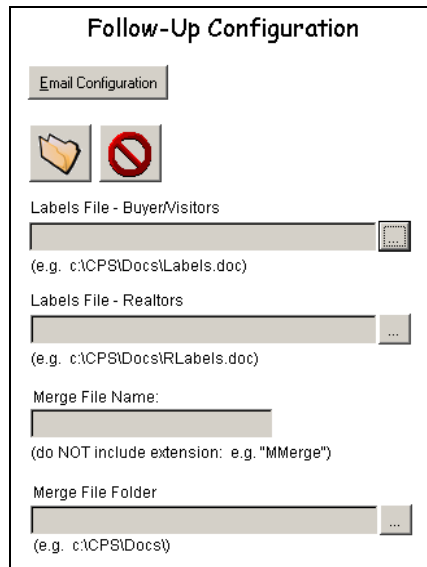 Follow-Up Configuration
Email Configuration
Labels File - Buyer/Visitors
...
(e.g. c:\CPS\Docs\Labels.doc)
Labels File - Realtors
...
(e.g. c:\CPS\Docs\RLabels.doc)
Merge File Name:
(do NOT include extension: e.g. "MMerge")
Merge File Folder
...
(e.g. c:\CPS\Docs\)